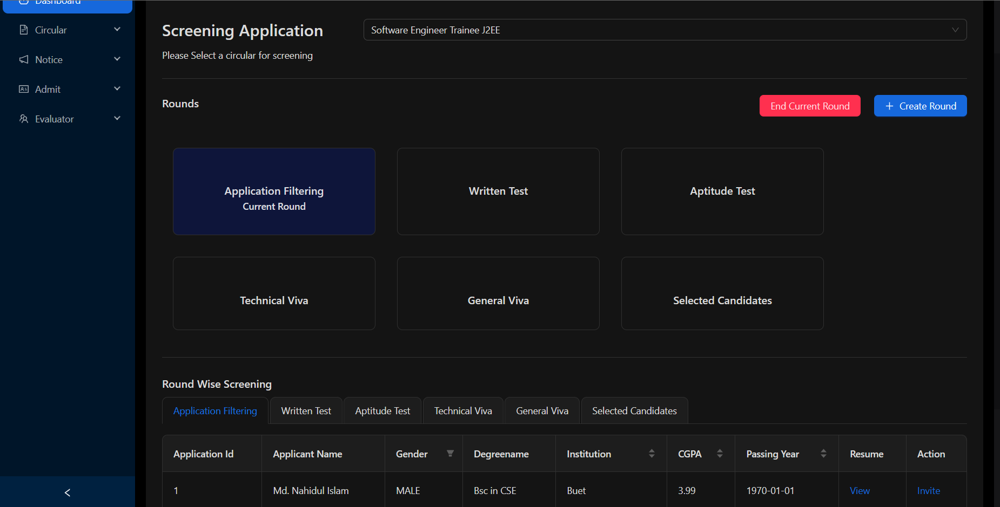 Dashboard
Circular
Notice
Admit
Evaluator
Screening Application
Software Engineer Trainee J2EE
Please Select a circular for screening
Rounds
End Current Round
Create Round
Application Filtering
Current Round
Written Test
Aptitude Test
Technical Viva
General Viva
Selected Candidates
Round Wise Screening
Application Filtering Written Test Aptitude Test Technical Viva General Viva Selected Candidates
Application Id Applicant Name Gender Degreename Institution CGPA Passing Year Resume Action
1 Md. Nahidul Islam MALE Bsc in CSE Buet 3.99 1970-01-01 View Invite